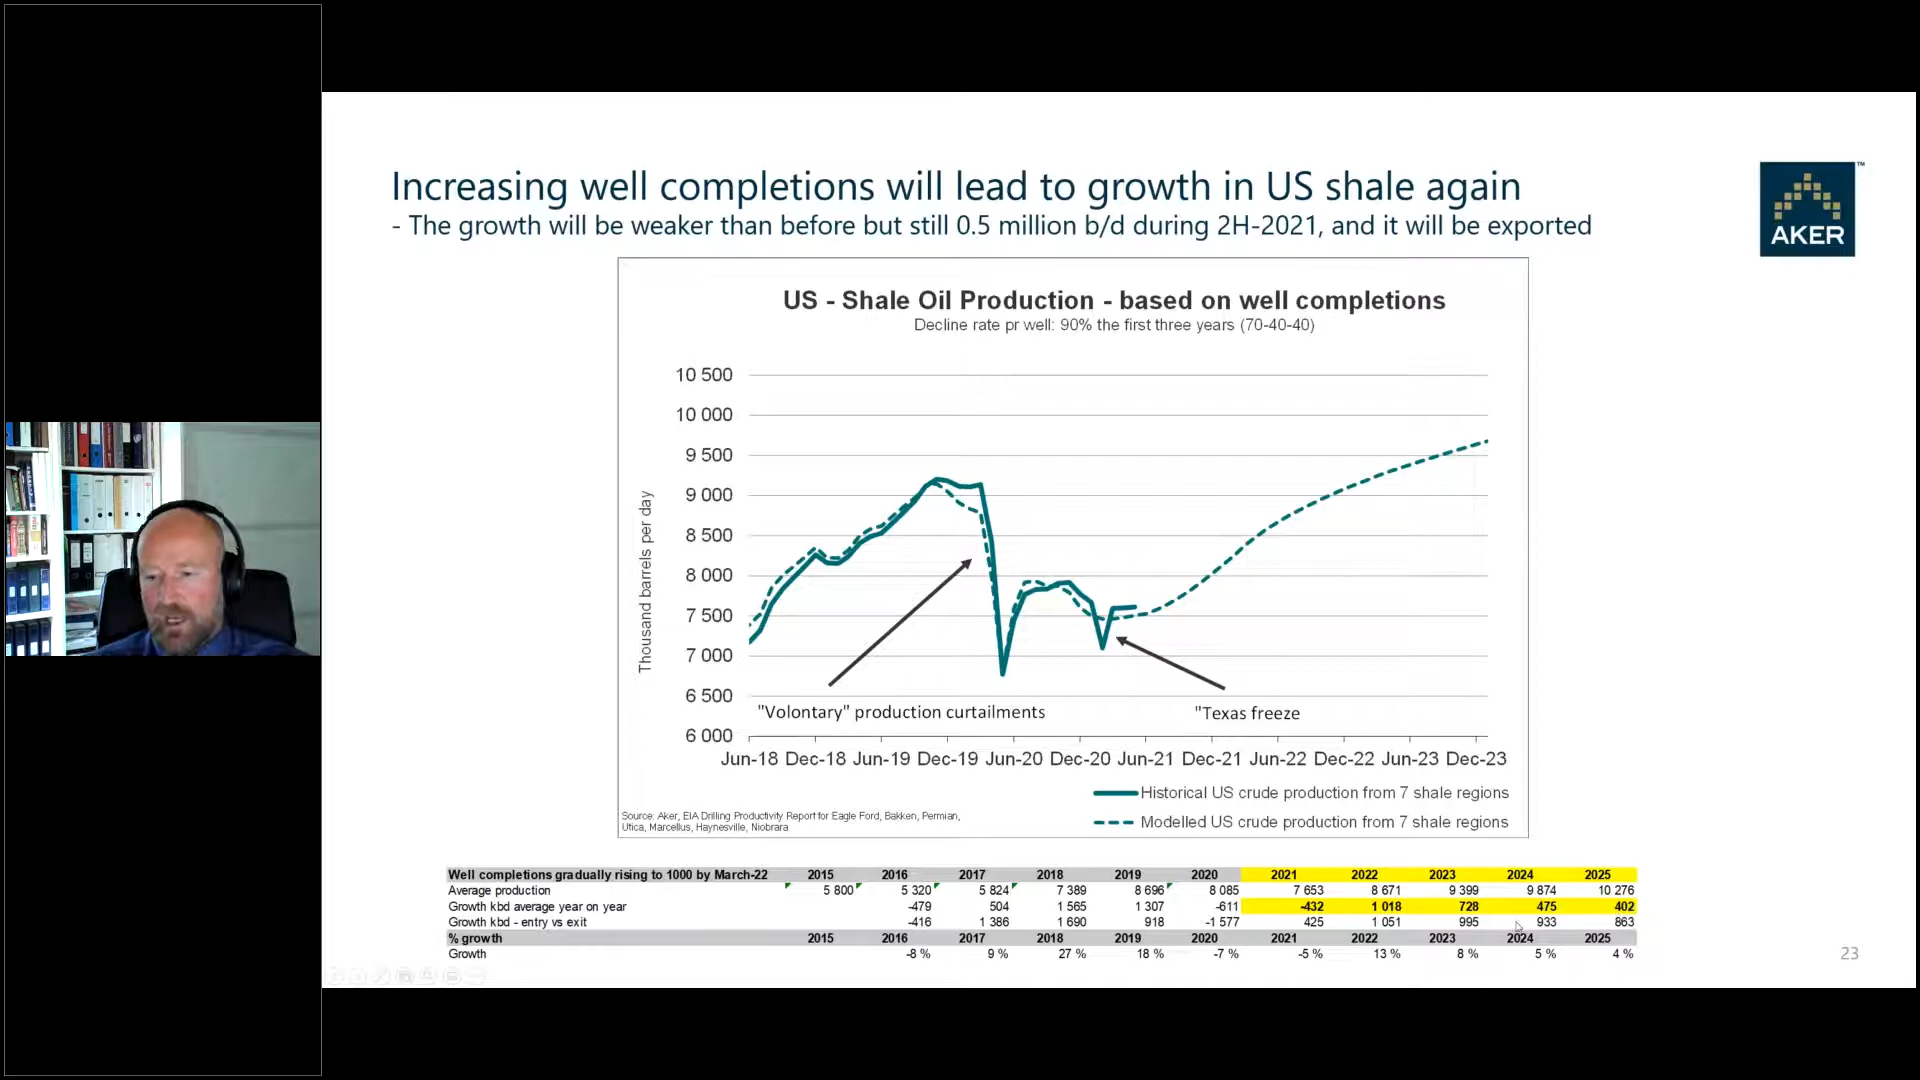 Increasing well completions will lead to growth in US shale again
- The growth will be weaker than before but still 0.5 million b/d during 2H-2021, and it will be exported
AKER
TM
US - Shale Oil Production - based on well completions
Decline rate pr well: 90% the first three years (70-40-40)
Thousand barrels per day
10 500
10 000
9 500
9 000
8 500
8 000
7 500
7 000
6 500
6 000
"Volontary" production curtailments
"Texas freeze
Jun-18 Dec-18 Jun-19 Dec-19 Jun-20 Dec-20 Jun-21 Dec-21 Jun-22 Dec-22 Jun-23 Dec-23
Historical US crude production from 7 shale regions
Modelled US crude production from 7 shale regions
Source: Aker, EIA Drilling Productivity Report for Eagle Ford, Bakken, Permian,
Utica, Marcellus, Haynesville, Niobrara
Well completions gradually rising to 1000 by March-22 2015 2016 2017 2018 2019 2020 2021 2022 2023 2024 2025
Average production 5 800 5 320 5 824 7 389 8 696 8 085 7 653 8 671 9 399 9 874 10 276
Growth kbd average year on year -479 504 1 565 1 307 -611 -432 1 018 728 475 402
Growth kbd - entry vs exit -416 1 386 1 690 918 -1 577 425 1 051 995 933 863
% growth 2015 2016 2017 2018 2019 2020 2021 2022 2023 2024 2025
Growth -8 % 9 % 27 % 18 % -7 % -5 % 13 % 8 % 5 % 4 %
23